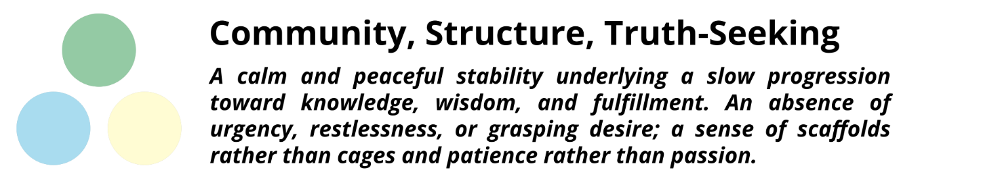 Community, Structure, Truth-Seeking
A calm and peaceful stability underlying a slow progression
toward knowledge, wisdom, and fulfillment. An absence of
urgency, restlessness, or grasping desire; a sense of scaffolds
rather than cages and patience rather than passion.